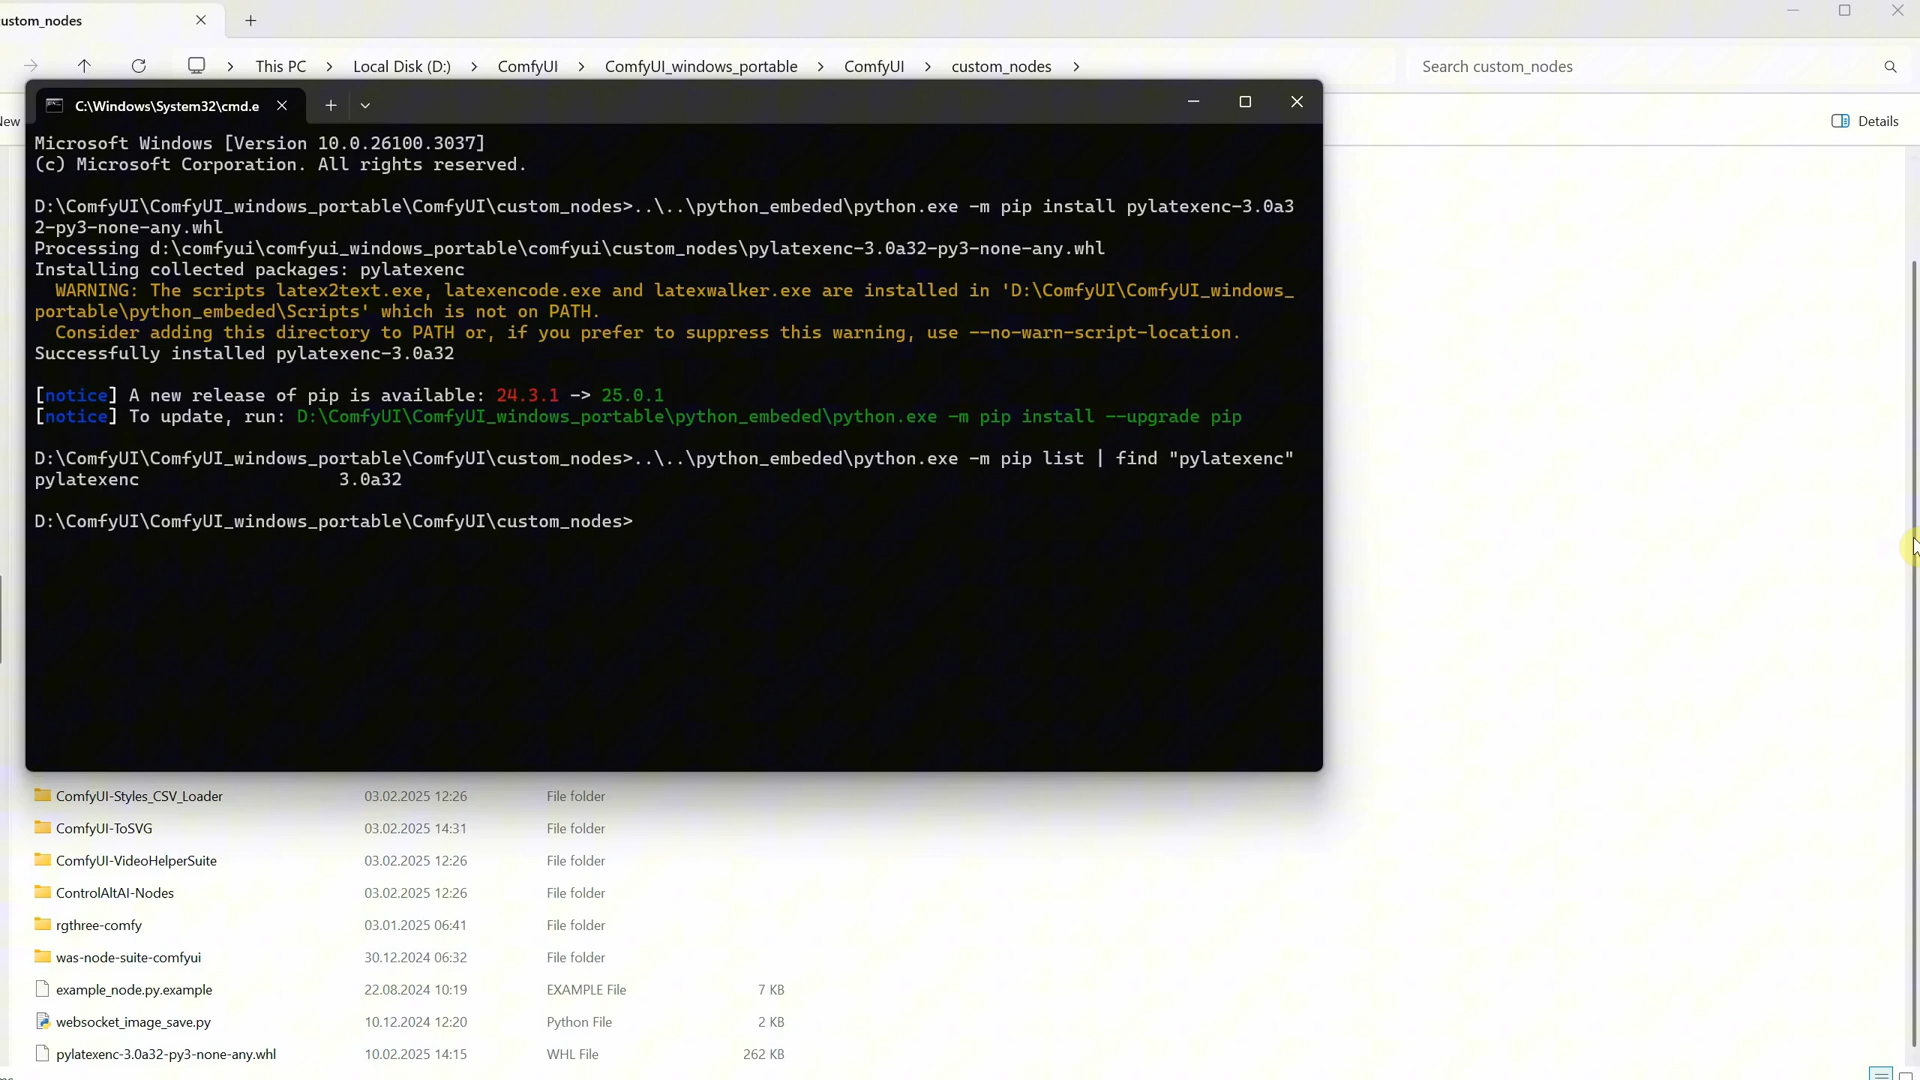 ustom_nodes
This PC > Local Disk (D:) > ComfyUI > ComfyUI_windows_portable > ComfyUI > custom_nodes >
Search custom_nodes
C:\Windows\System32\cmd.e
New
Details
Microsoft Windows [Version 10.0.26100.3037]
(c) Microsoft Corporation. All rights reserved.
D:\ComfyUI\ComfyUI_windows_portable\ComfyUI\custom_nodes>..\..\python_embeded\python.exe -m pip install pylatexenc-3.0a3
2-py3-none-any.whl
Processing d:\comfyui\comfyui_windows_portable\comfyui\custom_nodes\pylatexenc-3.0a32-py3-none-any.whl
Installing collected packages: pylatexenc
WARNING: The scripts latex2text.exe, latexencode.exe and latexwalker.exe are installed in 'D:\ComfyUI\ComfyUI_windows_
portable\python_embeded\Scripts' which is not on PATH.
Consider adding this directory to PATH or, if you prefer to suppress this warning, use --no-warn-script-location.
Successfully installed pylatexenc-3.0a32
[notice] A new release of pip is available: 24.3.1 -> 25.0.1
[notice] To update, run: D:\ComfyUI\ComfyUI_windows_portable\python_embeded\python.exe -m pip install --upgrade pip
D:\ComfyUI\ComfyUI_windows_portable\ComfyUI\custom_nodes>..\..\python_embeded\python.exe -m pip list | find "pylatexenc"
pylatexenc 3.0a32
D:\ComfyUI\ComfyUI_windows_portable\ComfyUI\custom_nodes>
ComfyUI-Styles_CSV_Loader 03.02.2025 12:26 File folder
ComfyUI-ToSVG 03.02.2025 14:31 File folder
ComfyUI-VideoHelperSuite 03.02.2025 12:26 File folder
ControlAltAI-Nodes 03.02.2025 12:26 File folder
rgthree-comfy 03.01.2025 06:41 File folder
was-node-suite-comfyui 30.12.2024 06:32 File folder
example_node.py.example 22.08.2024 10:19 EXAMPLE File 7 KB
websocket_image_save.py 10.12.2024 12:20 Python File 2 KB
pylatexenc-3.0a32-py3-none-any.whl 10.02.2025 14:15 WHL File 262 KB